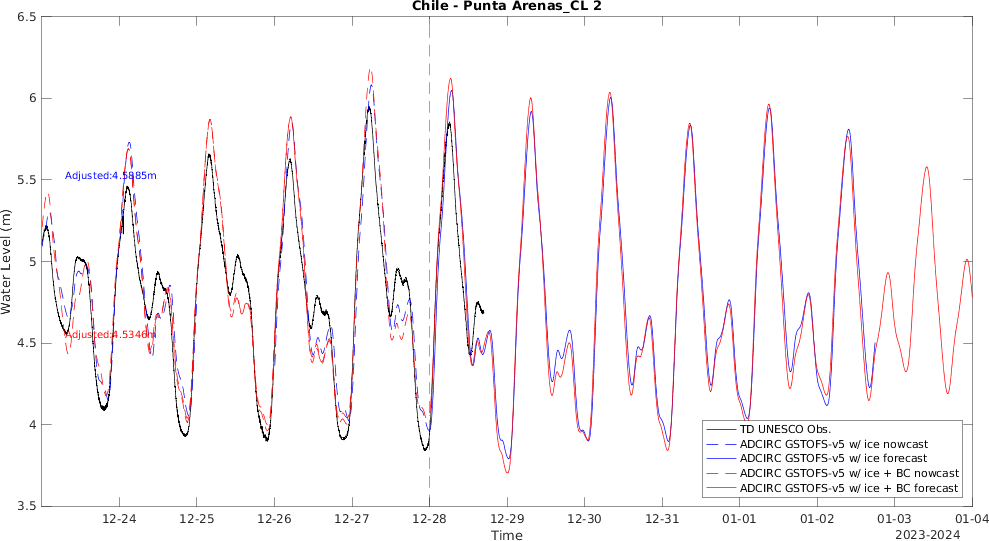 Chile - Punta Arenas_CL 2
6.5
6
5.5
5
4.5
4
3.5
Water Level (m)
Adjusted:4.5885m
Adjusted:4.5346m
TD UNESCO Obs.
ADCIRC GSTOFS-v5 w/ ice nowcast
ADCIRC GSTOFS-v5 w/ ice forecast
ADCIRC GSTOFS-v5 w/ ice + BC nowcast
ADCIRC GSTOFS-v5 w/ ice + BC forecast
12-24 12-25 12-26 12-27 12-28 12-29 12-30 12-31 01-01 01-02 01-03 01-04
2023-2024
Time